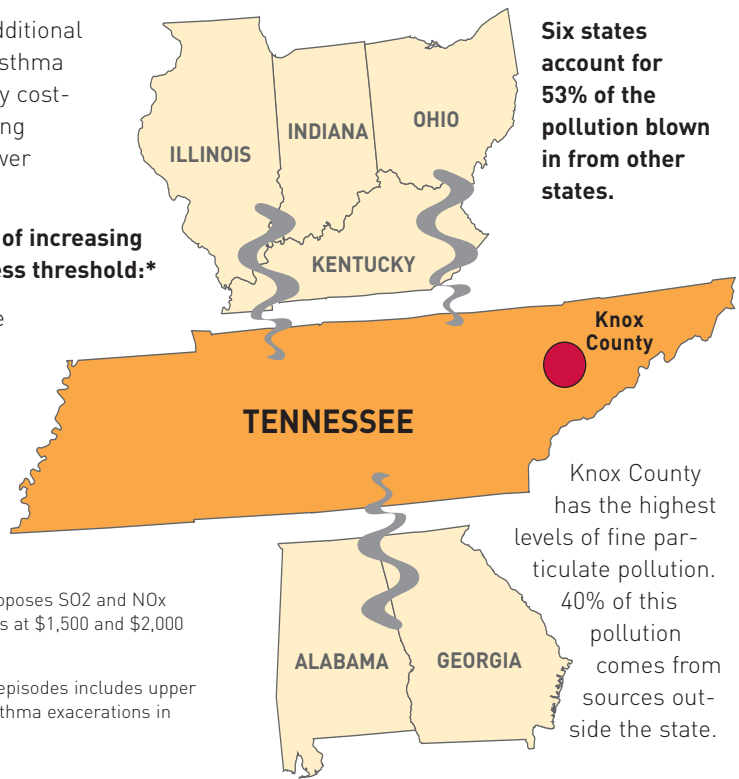 dditional
sthma
y cost-
ng
wer
of increasing
ess threshold:*
e
Six states
account for
53% of the
pollution blown
in from other
states.
ILLINOIS
INDIANA
OHIO
KENTUCKY
Knox
County
TENNESSEE
ALABAMA
GEORGIA
Knox County
has the highest
levels of fine par-
ticulate pollution.
40% of this
pollution
comes from
sources out-
side the state.
oposes SO2 and NOx
s at $1,500 and $2,000
episodes includes upper
thma exacerations in